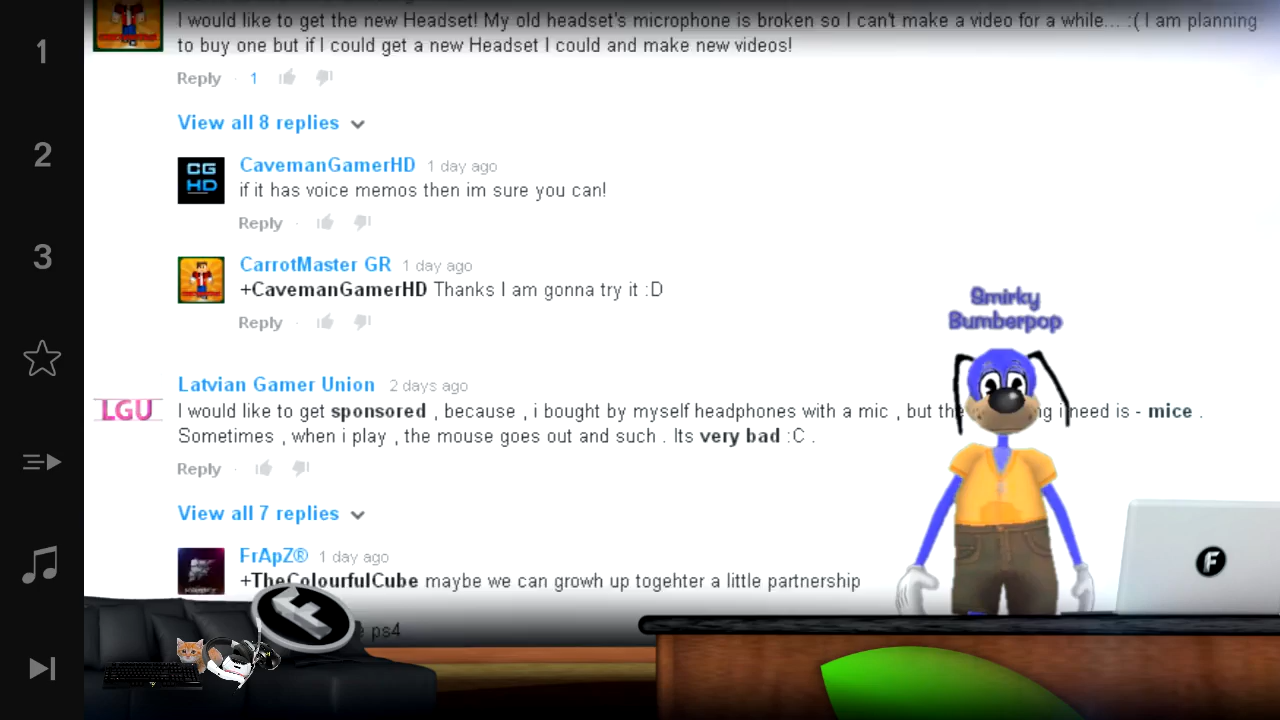 1
2
3
I would like to get the new Headset! My old headset's microphone is broken so I can't make a video for a while... :( I am planning
to buy one but if I could get a new Headset I could and make new videos!
Reply · 1
View all 8 replies
CG
HD
CavemanGamerHD 1 day ago
if it has voice memos then im sure you can!
Reply ·
CarrotMaster GR 1 day ago
+CavemanGamerHD Thanks I am gonna try it :D
Reply ·
Smirky
Bumberpop
LGU
Latvian Gamer Union 2 days ago
I would like to get sponsored , because , i bought by myself headphones with a mic , but the g i need is - mice .
Sometimes , when i play , the mouse goes out and such . Its very bad :C .
Reply ·
View all 7 replies
FrApZ® 1 day ago
+TheColourfulCube maybe we can growh up togehter a little partnership
ps4
F
F